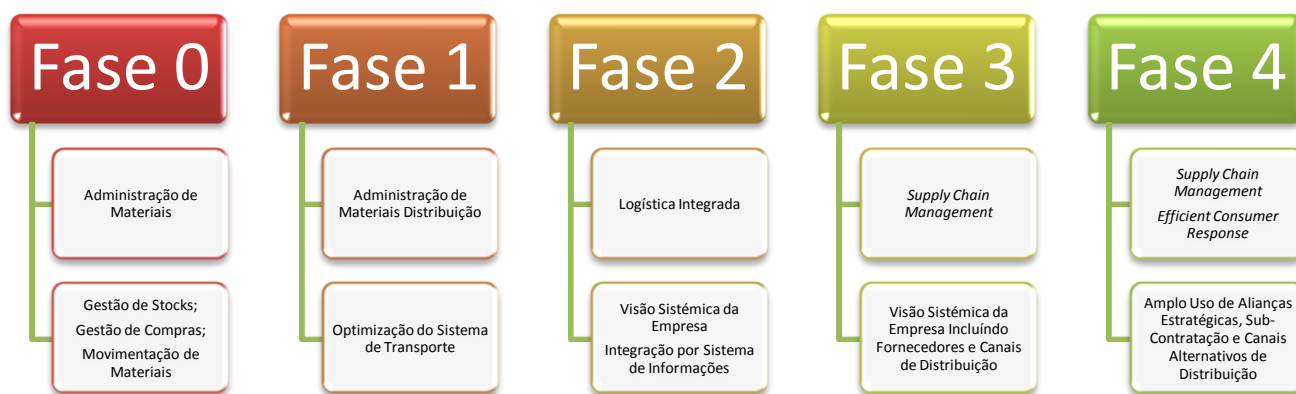 Fase 0
Administração de
Materiais
Gestão de Stocks;
Gestão de Compras;
Movimentação de
Materiais
Fase 1
Administração de
Materiais Distribuição
Optimização do Sistema
de Transporte
Fase 2
Logística Integrada
Visão Sistémica da
Empresa
Integração por Sistema
de Informações
Fase 3
Supply Chain
Management
Visão Sistémica da
Empresa Incluíndo
Fornecedores e Canais
de Distribuição
Fase 4
Supply Chain
Management
Efficient Consumer
Response
Amplo Uso de Alianças
Estratégicas, Sub-
Contratação e Canais
Alternativos de
Distribuição